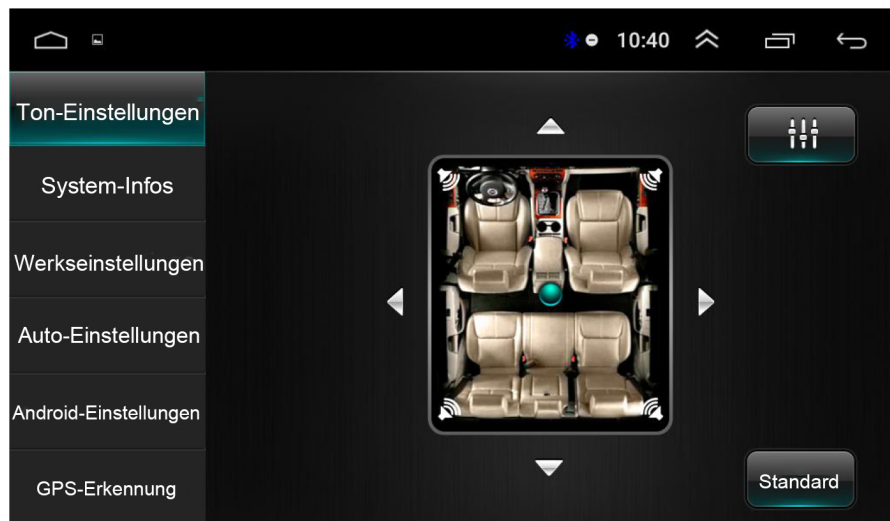 10:40
Ton-Einstellungen
System-Infos
Werkseinstellungen
Auto-Einstellungen
Android-Einstellungen
GPS-Erkennung
Standard